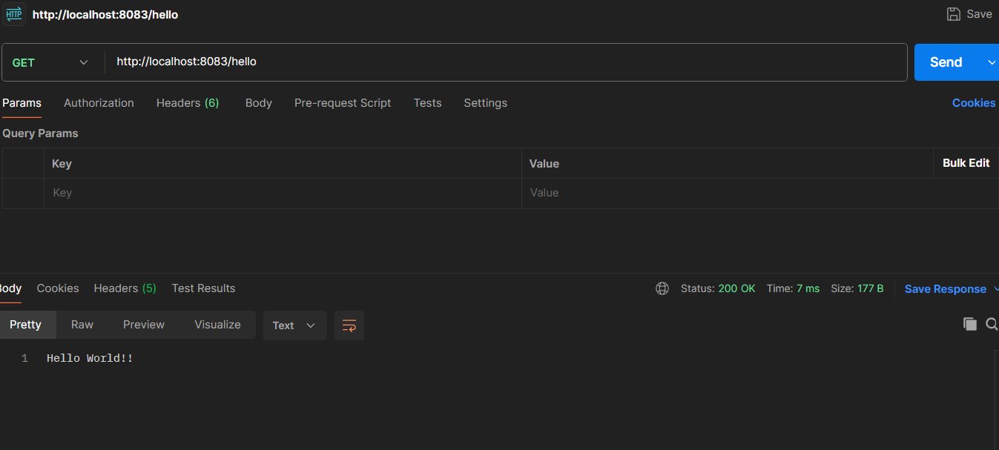 HTTP http://localhost:8083/hello Save
GET http://localhost:8083/hello Send
Params Authorization Headers (6) Body Pre-request Script Tests Settings Cookies
Query Params
Key Value Bulk Edit
Key Value
Body Cookies Headers (5) Test Results Status: 200 OK Time: 7 ms Size: 177 B Save Response
Pretty Raw Preview Visualize Text
1 Hello World!!